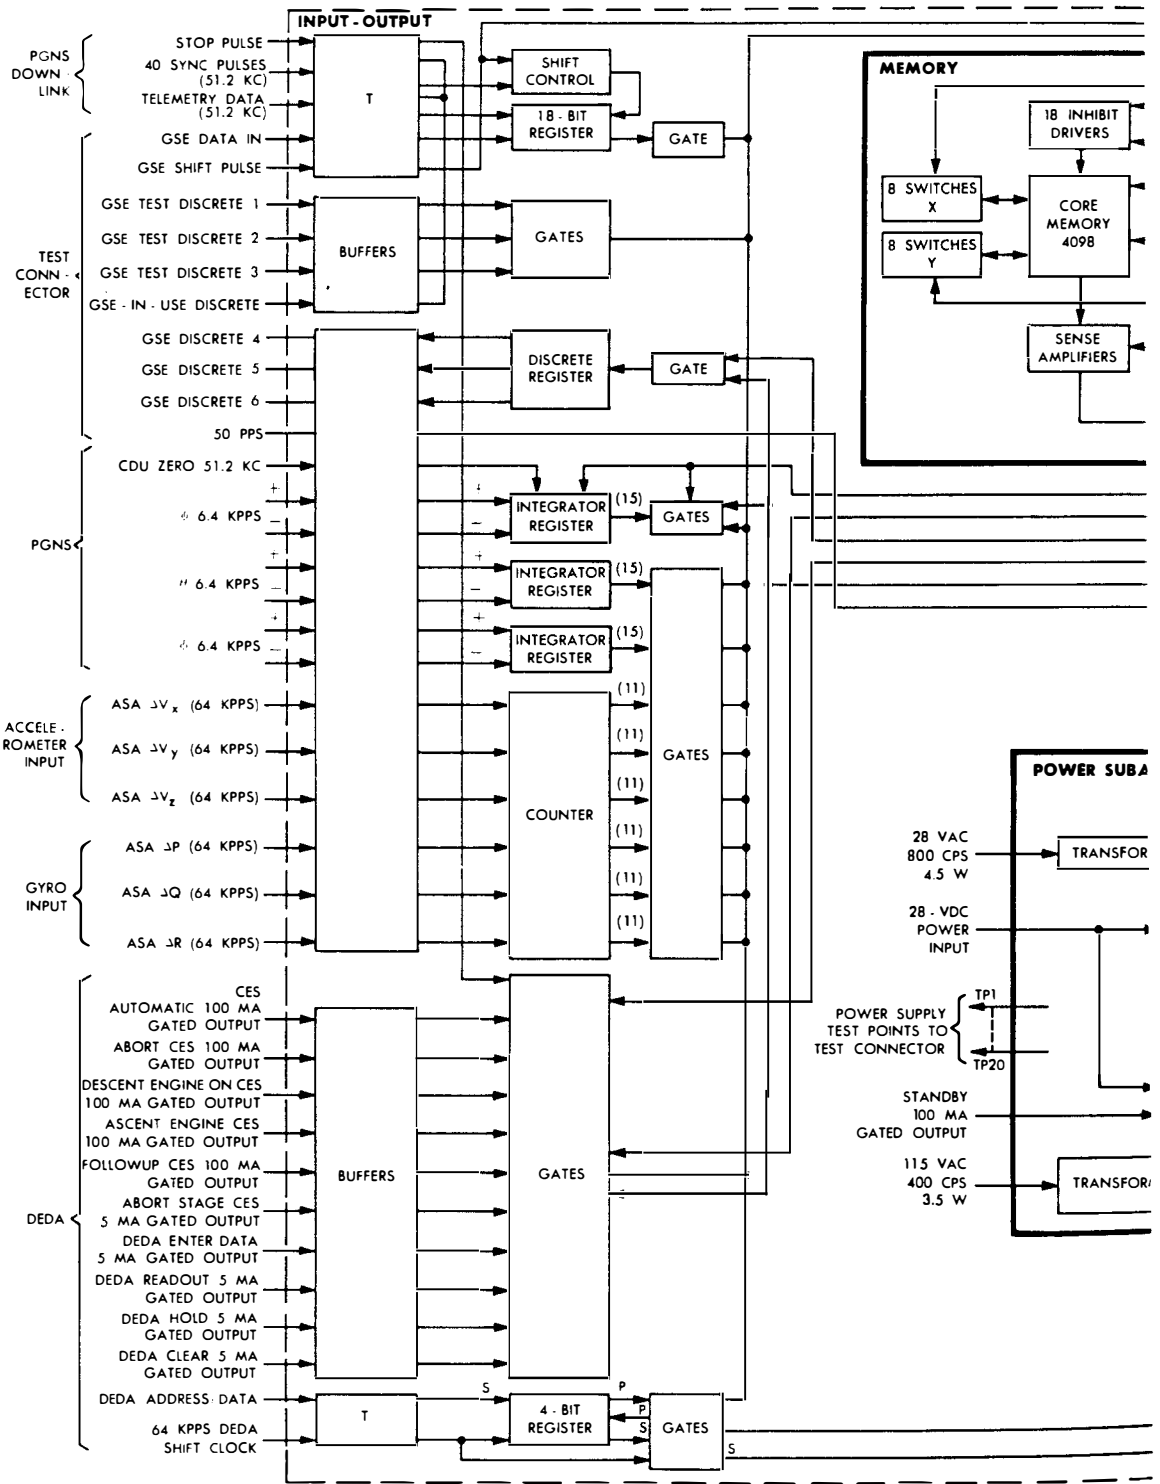 INPUT-OUTPUT
PGNS
DOWN -
LINK
STOP PULSE
40 SYNC PULSES
(51.2 KC)
TELEMETRY DATA
(51.2 KC)
T
SHIFT
CONTROL
18 - BIT
REGISTER
GATE
TEST
CONN -
ECTOR
GSE DATA IN
GSE SHIFT PULSE
GSE TEST DISCRETE 1
GSE TEST DISCRETE 2
GSE TEST DISCRETE 3
GSE - IN - USE DISCRETE
BUFFERS
GATES
GSE DISCRETE 4
GSE DISCRETE 5
GSE DISCRETE 6
50 PPS
DISCRETE
REGISTER
GATE
PGNS
CDU ZERO 51.2 KC
+
6.4 KPPS
−
+
6.4 KPPS
−
+
6.4 KPPS
−
+
−
+
−
+
−
INTEGRATOR
REGISTER
(15)
GATES
INTEGRATOR
REGISTER
(15)
INTEGRATOR
REGISTER
(15)
ACCELE -
ROMETER
INPUT
ASA ΔVx (64 KPPS)
ASA ΔVy (64 KPPS)
ASA ΔVz (64 KPPS)
GYRO
INPUT
ASA ΔP (64 KPPS)
ASA ΔQ (64 KPPS)
ASA ΔR (64 KPPS)
COUNTER
(11)
(11)
(11)
(11)
(11)
(11)
GATES
DEDA
CES
AUTOMATIC 100 MA
GATED OUTPUT
ABORT CES 100 MA
GATED OUTPUT
DESCENT ENGINE ON CES
100 MA GATED OUTPUT
ASCENT ENGINE CES
100 MA GATED OUTPUT
FOLLOWUP CES 100 MA
GATED OUTPUT
ABORT STAGE CES
5 MA GATED OUTPUT
DEDA ENTER DATA
5 MA GATED OUTPUT
DEDA READOUT 5 MA
GATED OUTPUT
DEDA HOLD 5 MA
GATED OUTPUT
DEDA CLEAR 5 MA
GATED OUTPUT
BUFFERS
GATES
DEDA ADDRESS DATA
64 KPPS DEDA
SHIFT CLOCK
T
S
4 - BIT
REGISTER
P
P
S
GATES
S
MEMORY
18 INHIBIT
DRIVERS
8 SWITCHES
X
8 SWITCHES
Y
CORE
MEMORY
4098
SENSE
AMPLIFIERS
POWER SUBA
28 VAC
800 CPS
4.5 W
TRANSFOR
28 - VDC
POWER
INPUT
POWER SUPPLY
TEST POINTS TO
TEST CONNECTOR
TP1
TP20
STANDBY
100 MA
GATED OUTPUT
115 VAC
400 CPS
3.5 W
TRANSFOR